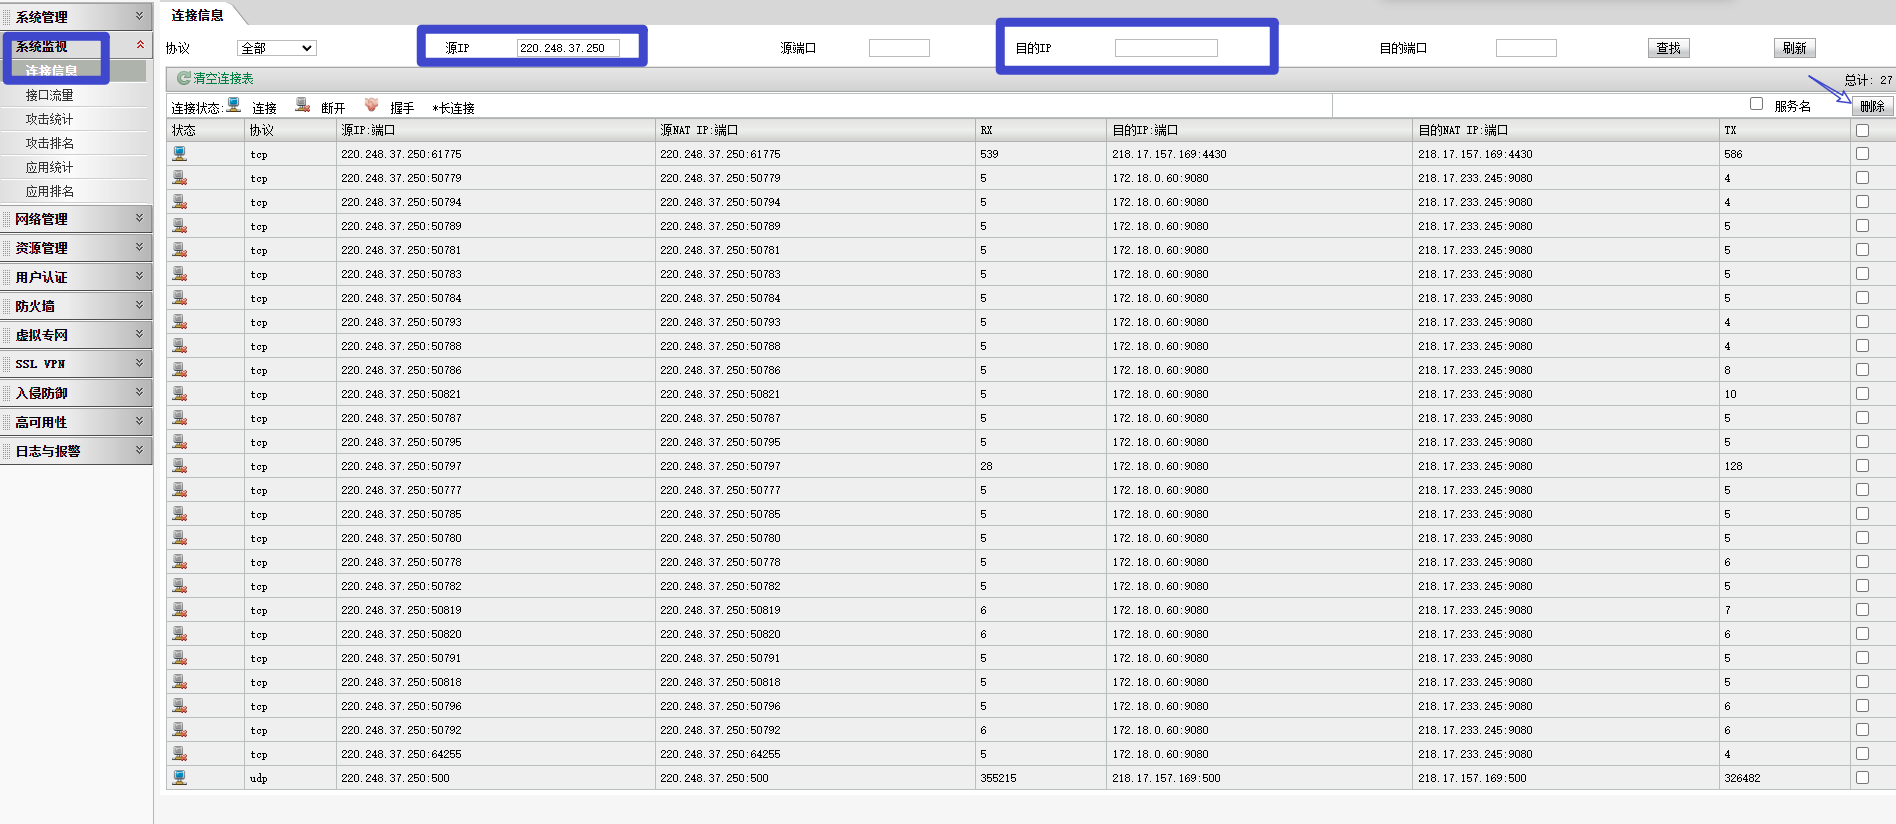 系统管理
系统监视
连接信息
接口流量
攻击统计
攻击排名
应用统计
应用排名
网络管理
资源管理
用户认证
防火墙
虚拟专网
SSL VPN
入侵防御
高可用性
日志与报警
连接信息
协议 全部 源IP 220.248.37.250 源端口 目的IP 目的端口 查找 刷新
清空连接表 总计: 27
连接状态: 连接 断开 握手 *长连接 服务名 删除
状态 协议 源IP:端口 源NAT IP:端口 RX 目的IP:端口 目的NAT IP:端口 TX
tcp 220.248.37.250:61775 220.248.37.250:61775 539 218.17.157.169:4430 218.17.157.169:4430 586
tcp 220.248.37.250:50779 220.248.37.250:50779 5 172.18.0.60:9080 218.17.233.245:9080 4
tcp 220.248.37.250:50794 220.248.37.250:50794 5 172.18.0.60:9080 218.17.233.245:9080 4
tcp 220.248.37.250:50789 220.248.37.250:50789 5 172.18.0.60:9080 218.17.233.245:9080 5
tcp 220.248.37.250:50781 220.248.37.250:50781 5 172.18.0.60:9080 218.17.233.245:9080 5
tcp 220.248.37.250:50783 220.248.37.250:50783 5 172.18.0.60:9080 218.17.233.245:9080 5
tcp 220.248.37.250:50784 220.248.37.250:50784 5 172.18.0.60:9080 218.17.233.245:9080 5
tcp 220.248.37.250:50793 220.248.37.250:50793 5 172.18.0.60:9080 218.17.233.245:9080 4
tcp 220.248.37.250:50788 220.248.37.250:50788 5 172.18.0.60:9080 218.17.233.245:9080 4
tcp 220.248.37.250:50786 220.248.37.250:50786 5 172.18.0.60:9080 218.17.233.245:9080 8
tcp 220.248.37.250:50821 220.248.37.250:50821 5 172.18.0.60:9080 218.17.233.245:9080 10
tcp 220.248.37.250:50787 220.248.37.250:50787 5 172.18.0.60:9080 218.17.233.245:9080 5
tcp 220.248.37.250:50795 220.248.37.250:50795 5 172.18.0.60:9080 218.17.233.245:9080 5
tcp 220.248.37.250:50797 220.248.37.250:50797 28 172.18.0.60:9080 218.17.233.245:9080 128
tcp 220.248.37.250:50777 220.248.37.250:50777 5 172.18.0.60:9080 218.17.233.245:9080 5
tcp 220.248.37.250:50785 220.248.37.250:50785 5 172.18.0.60:9080 218.17.233.245:9080 5
tcp 220.248.37.250:50780 220.248.37.250:50780 5 172.18.0.60:9080 218.17.233.245:9080 5
tcp 220.248.37.250:50778 220.248.37.250:50778 5 172.18.0.60:9080 218.17.233.245:9080 6
tcp 220.248.37.250:50782 220.248.37.250:50782 5 172.18.0.60:9080 218.17.233.245:9080 5
tcp 220.248.37.250:50819 220.248.37.250:50819 6 172.18.0.60:9080 218.17.233.245:9080 7
tcp 220.248.37.250:50820 220.248.37.250:50820 6 172.18.0.60:9080 218.17.233.245:9080 6
tcp 220.248.37.250:50791 220.248.37.250:50791 5 172.18.0.60:9080 218.17.233.245:9080 5
tcp 220.248.37.250:50818 220.248.37.250:50818 5 172.18.0.60:9080 218.17.233.245:9080 5
tcp 220.248.37.250:50796 220.248.37.250:50796 5 172.18.0.60:9080 218.17.233.245:9080 6
tcp 220.248.37.250:50792 220.248.37.250:50792 6 172.18.0.60:9080 218.17.233.245:9080 6
tcp 220.248.37.250:64255 220.248.37.250:64255 5 172.18.0.60:9080 218.17.233.245:9080 4
udp 220.248.37.250:500 220.248.37.250:500 355215 218.17.157.169:500 218.17.157.169:500 326482